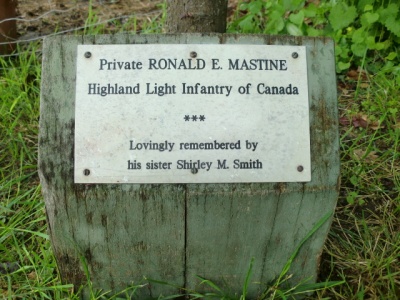 Private RONALD E. MASTINE
Highland Light Infantry of Canada
***
Lovingly remembered by
his sister Shirley M. Smith